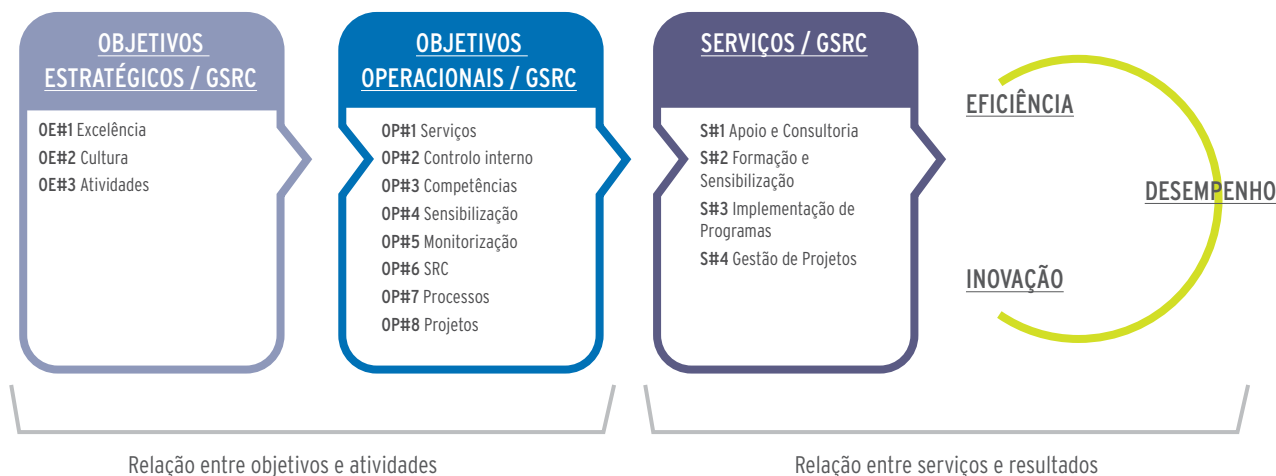 OBJETIVOS
ESTRATÉGICOS / GSRC
OE#1 Excelência
OE#2 Cultura
OE#3 Atividades
OBJETIVOS
OPERACIONAIS / GSRC
OP#1 Serviços
OP#2 Controlo interno
OP#3 Competências
OP#4 Sensibilização
OP#5 Monitorização
OP#6 SRC
OP#7 Processos
OP#8 Projetos
SERVIÇOS / GSRC
S#1 Apoio e Consultoria
S#2 Formação e
Sensibilização
S#3 Implementação de
Programas
S#4 Gestão de Projetos
EFICIÊNCIA
DESEMPENHO
INOVAÇÃO
Relação entre objetivos e atividades
Relação entre serviços e resultados